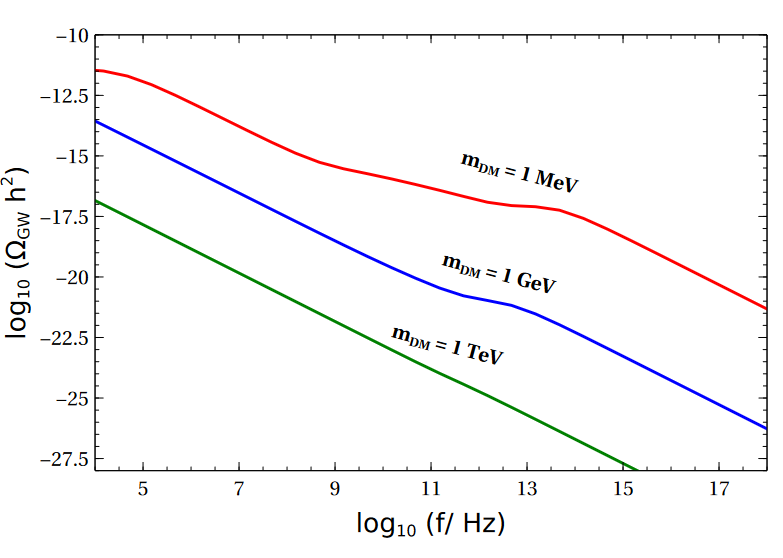 −10
−12.5
−15
−17.5
−20
−22.5
−25
−27.5
log₁₀ (Ω_GW h²)
m_DM = 1 MeV
m_DM = 1 GeV
m_DM = 1 TeV
5 7 9 11 13 15 17
log₁₀ (f/ Hz)